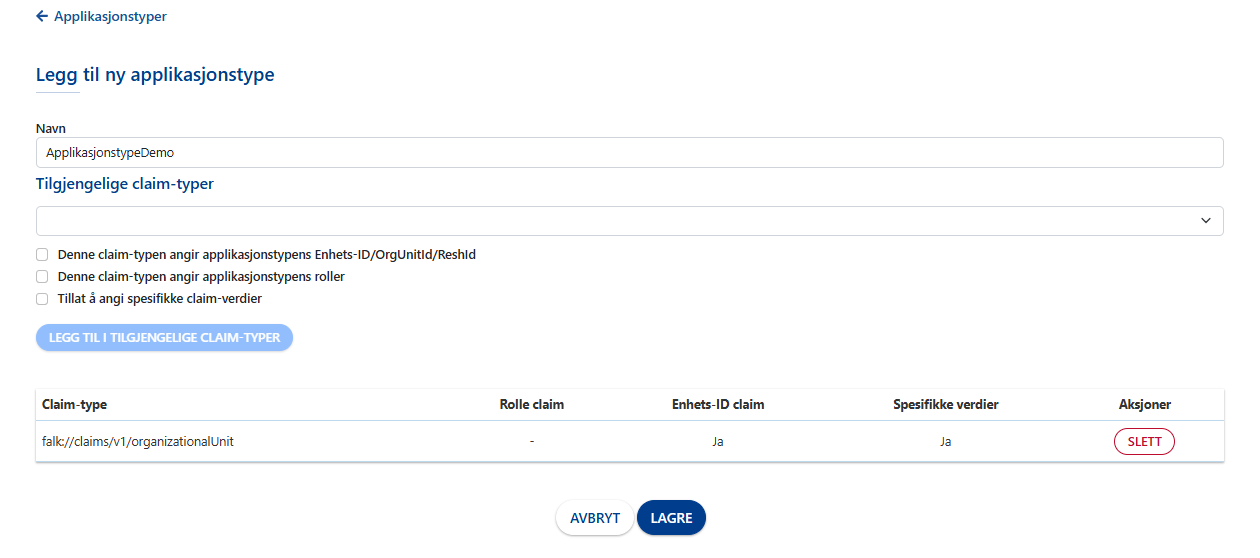 Applikasjonstyper
Legg til ny applikasjonstype
Navn
ApplikasjonstypeDemo
Tilgjengelige claim-typer
Denne claim-typen angir applikasjonstypens Enhets-ID/OrgUnitId/ReshId
Denne claim-typen angir applikasjonstypens roller
Tillat å angi spesifikke claim-verdier
LEGG TIL I TILGJENGELIGE CLAIM-TYPER
Claim-type Rolle claim Enhets-ID claim Spesifikke verdier Aksjoner
falk://claims/v1/organizationalUnit - Ja Ja SLETT
AVBRYT LAGRE